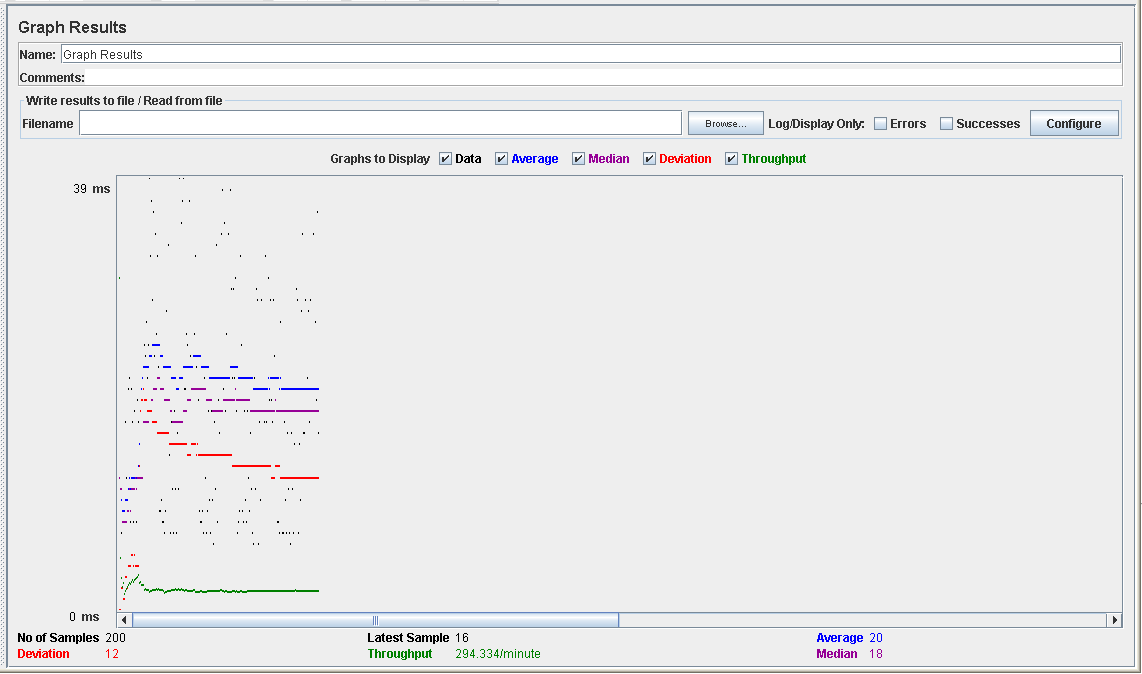 Graph Results
Name: Graph Results
Comments:
Write results to file / Read from file
Filename Browse... Log/Display Only: Errors Successes Configure
Graphs to Display Data Average Median Deviation Throughput
39 ms
0 ms
No of Samples 200 Latest Sample 16 Average 20
Deviation 12 Throughput 294.334/minute Median 18